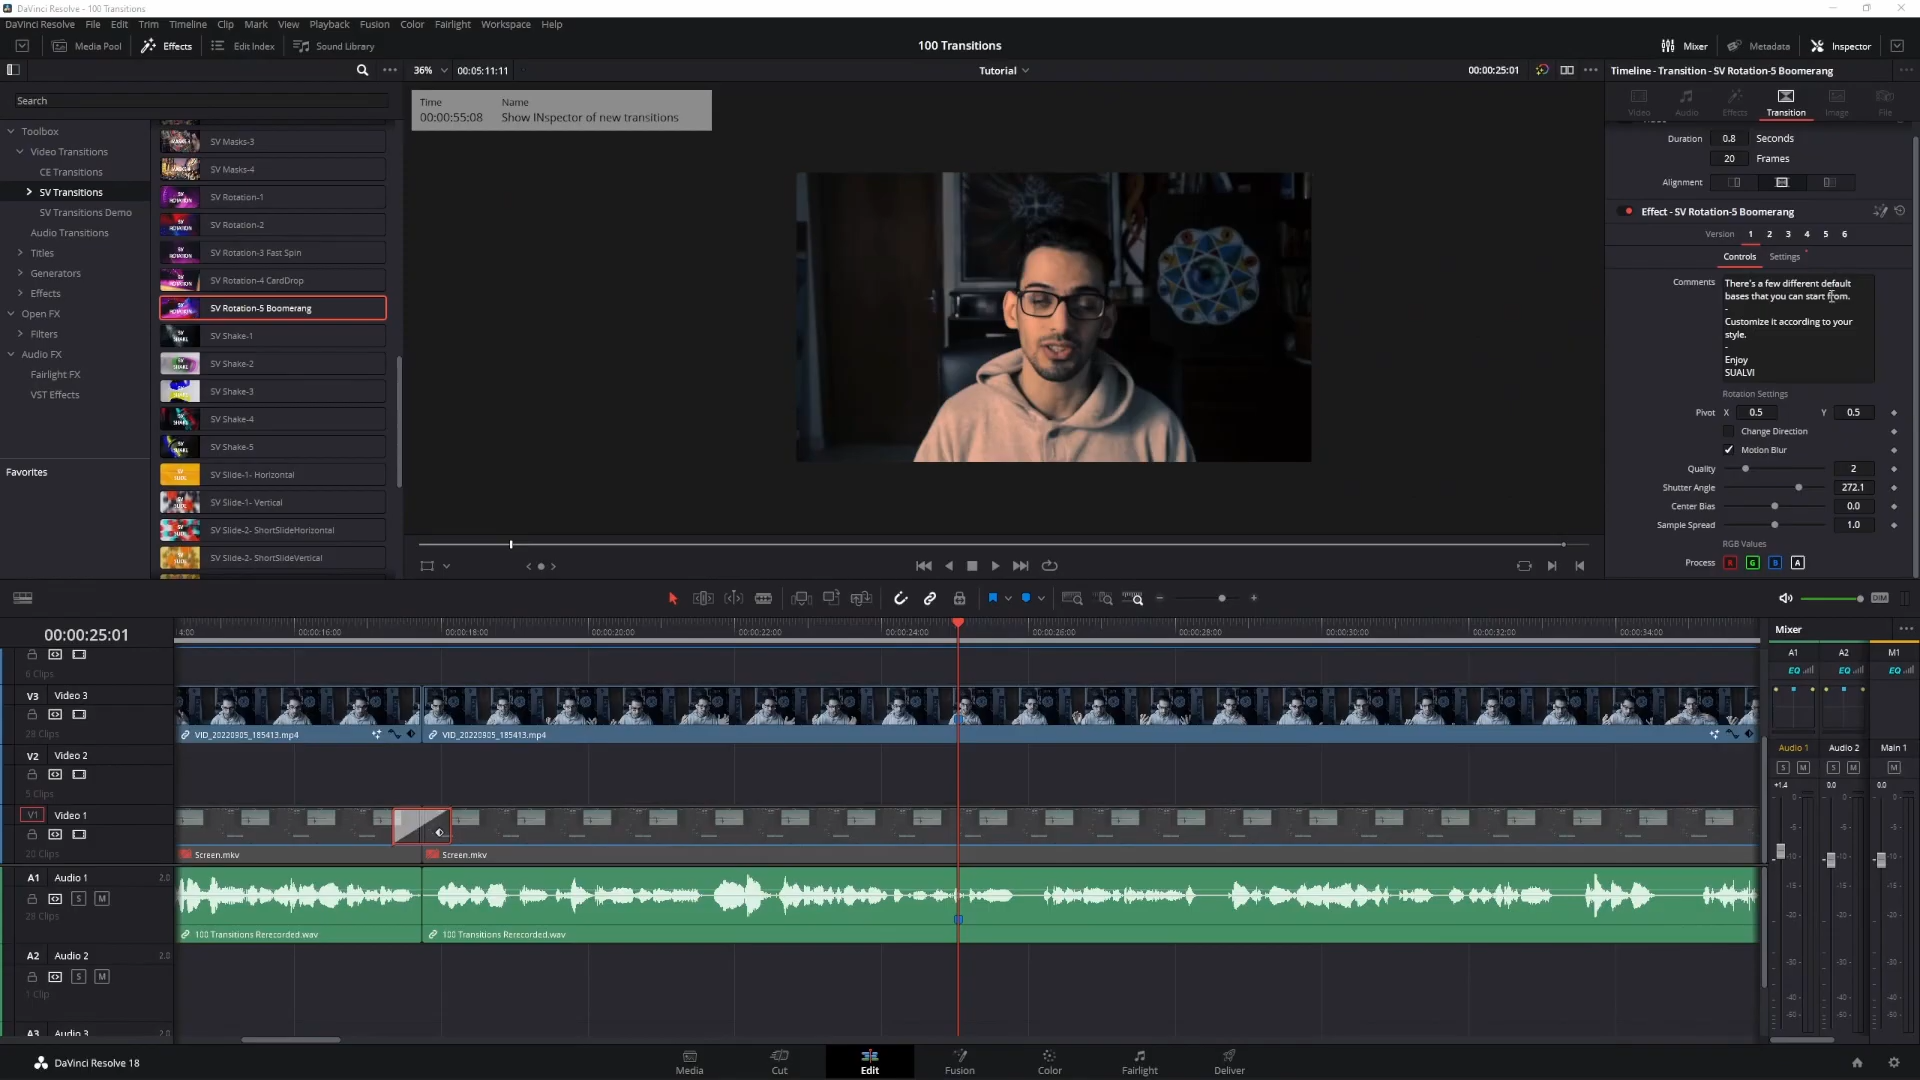 DaVinci Resolve - 100 Transitions
DaVinci Resolve File Edit Trim Timeline Clip Mark View Playback Fusion Color Fairlight Workspace Help
Media Pool Effects Edit Index Sound Library
100 Transitions
Mixer Metadata Inspector
36% 00:05:11:11
Tutorial
00:00:25:01
Timeline - Transition - SV Rotation-5 Boomerang
Search
Toolbox
Video Transitions
CE Transitions
SV Transitions
SV Transitions Demo
Audio Transitions
Titles
Generators
Effects
Open FX
Filters
Audio FX
Fairlight FX
VST Effects
Favorites
SV Masks-3
SV Masks-4
SV Rotation-1
SV Rotation-2
SV Rotation-3 Fast Spin
SV Rotation-4 CardDrop
SV Rotation-5 Boomerang
SV Shake-1
SV Shake-2
SV Shake-3
SV Shake-4
SV Shake-5
SV Slide-1- Horizontal
SV Slide-1- Vertical
SV Slide-2- ShortSlideHorizontal
SV Slide-2- ShortSlideVertical
Time Name
00:00:55:08 Show INspector of new transitions
Video Audio Effects Transition Image File
Duration 0.8 Seconds
20 Frames
Alignment
Effect - SV Rotation-5 Boomerang
Version 1 2 3 4 5 6
Controls Settings
Comments
There's a few different default
bases that you can start from.
-
Customize it according to your
style.
-
Enjoy
SUALVI
Rotation Settings
Pivot X 0.5 Y 0.5
Change Direction
Motion Blur
Quality 2
Shutter Angle 272.1
Center Bias 0.0
Sample Spread 1.0
RGB Values
Process R G B A
DIM
00:00:25:01
4:00 00:00:16:00 00:00:18:00 00:00:20:00 00:00:22:00 00:00:24:00 00:00:26:00 00:00:28:00 00:00:30:00 00:00:32:00 00:00:34:00
6 Clips
V3 Video 3
28 Clips
VID_20220905_185413.mp4
VID_20220905_185413.mp4
V2 Video 2
5 Clips
V1 Video 1
20 Clips
Screen.mkv
Screen.mkv
A1 Audio 1 2.0
S M
28 Clips
100 Transitions Rerecorded.wav
100 Transitions Rerecorded.wav
A2 Audio 2 2.0
S M
1 Clip
A3 Audio 3 2.0
Mixer
A1 A2 M1
EQ EQ EQ
Audio 1 Audio 2 Main 1
S M S M M
+1.4 0.0 0.0
DaVinci Resolve 18
Media Cut Edit Fusion Color Fairlight Deliver